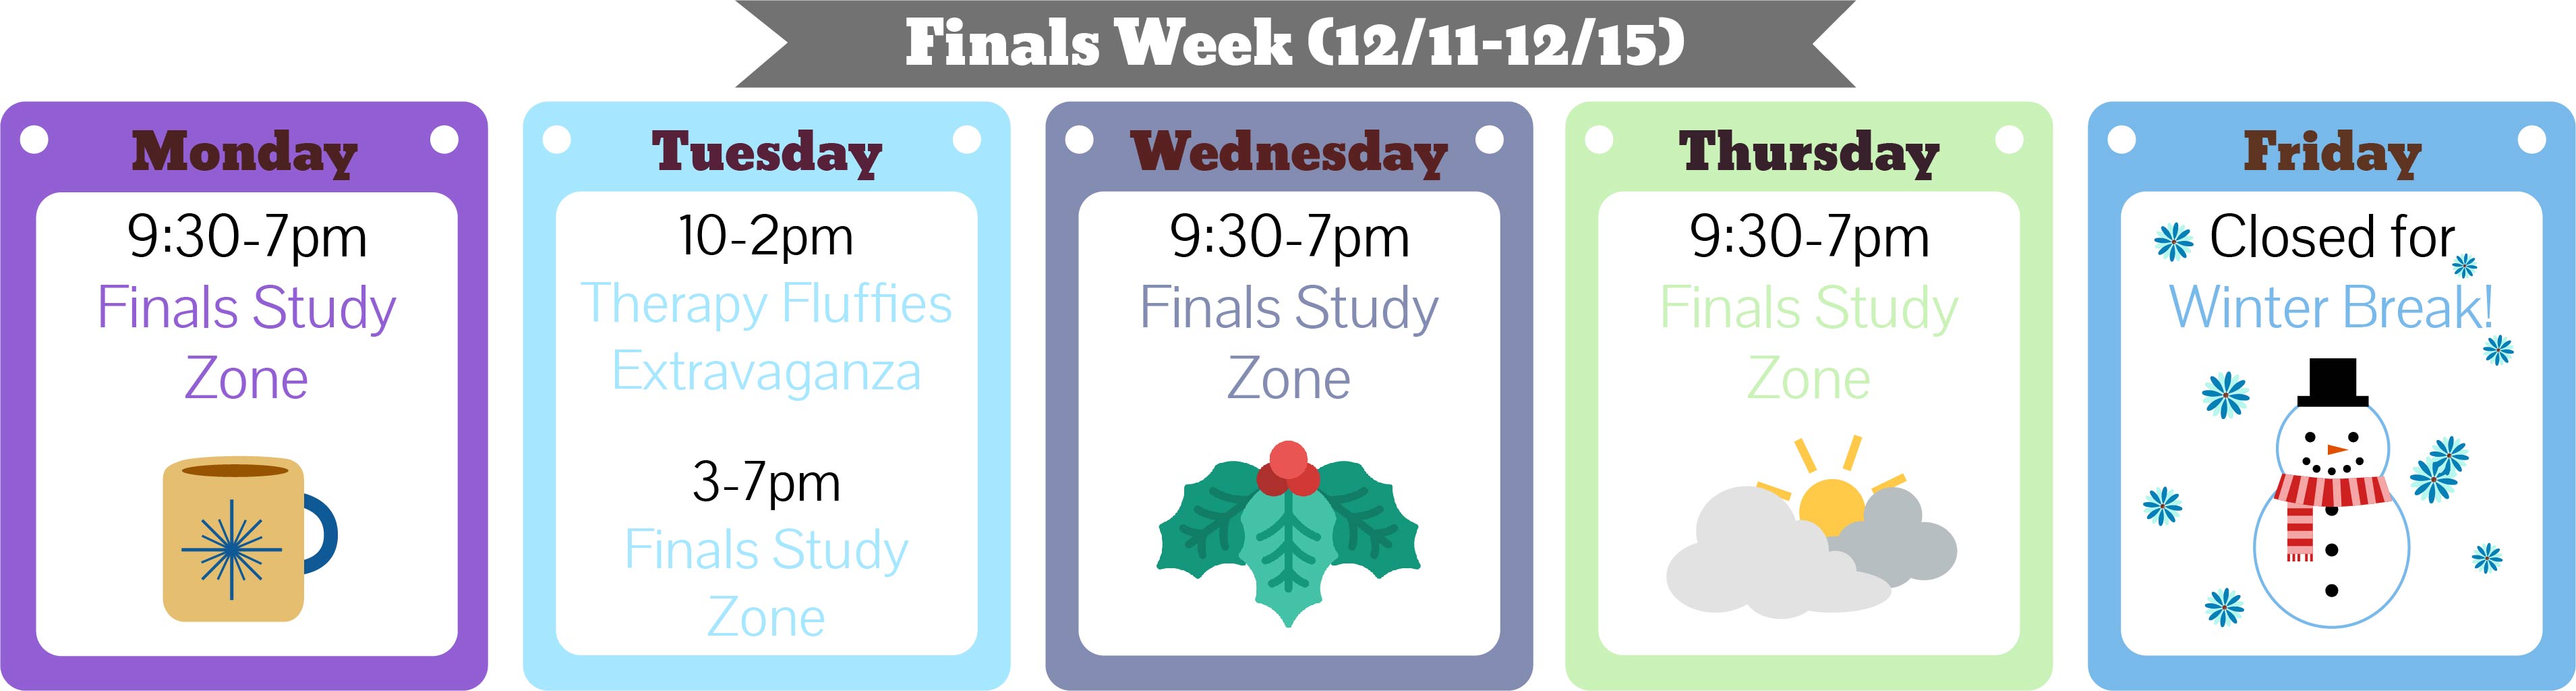 Finals Week (12/11-12/15)
Monday
9:30-7pm
Finals Study
Zone
Tuesday
10-2pm
Therapy Fluffies
Extravaganza
3-7pm
Finals Study
Zone
Wednesday
9:30-7pm
Finals Study
Zone
Thursday
9:30-7pm
Finals Study
Zone
Friday
Closed for
Winter Break!